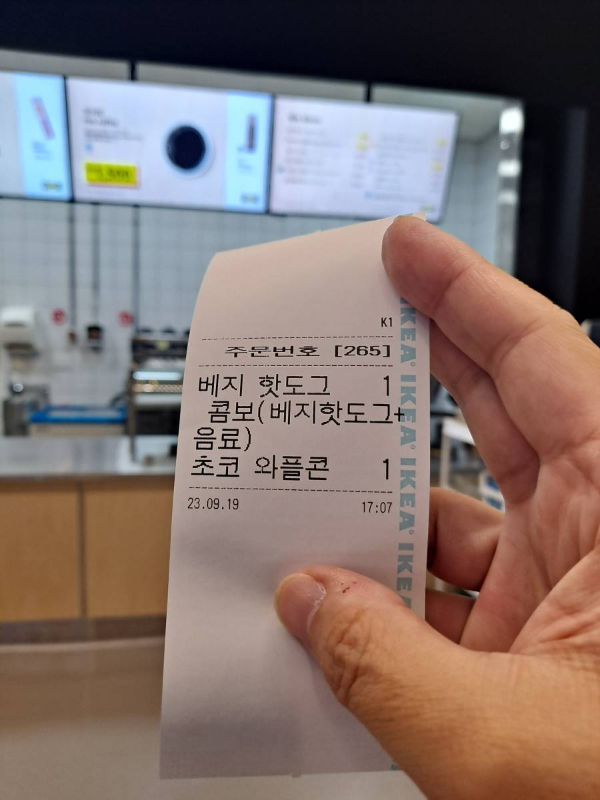 K1
주문번호 [265]
베지 핫도그 1
콤보(베지핫도그+
음료)
초코 와플콘 1
23.09.19 17:07
IKEA IKEA IKEA IKEA IKE